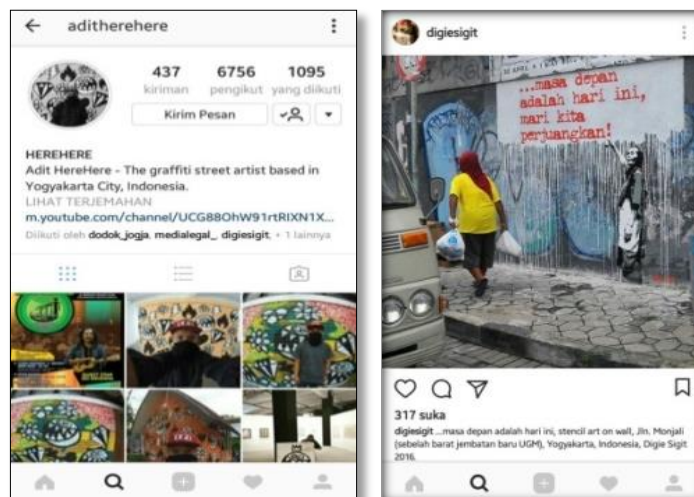 aditherehere
437 6756 1095
kiriman pengikut yang diikuti
Kirim Pesan
HEREHERE
Adit HereHere - The graffiti street artist based in
Yogyakarta City, Indonesia.
LIHAT TERJEMAHAN
m.youtube.com/channel/UCG88OhW91rtRIXN1X...
Diikuti oleh dodok_jogja, medialegal_, digiesigit, + 1 lainnya
digiesigit
...masa depan
adalah hari ini,
mari kita
perjuangkan!
317 suka
digiesigit ...masa depan adalah hari ini, stencil art on wall, Jln. Monjali
(sebelah barat jembatan baru UGM), Yogyakarta, Indonesia, Digie Sigit
2016.